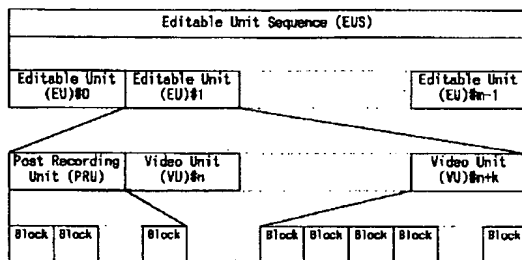 Editable Unit Sequence (EUS)
Editable Unit Editable Unit Editable Unit
(EU)#0 (EU)#1 (EU)#m-1
Post Recording Video Unit Video Unit
Unit (PRU) (VU)#n (VU)#n+k
Block Block Block Block Block Block Block Block